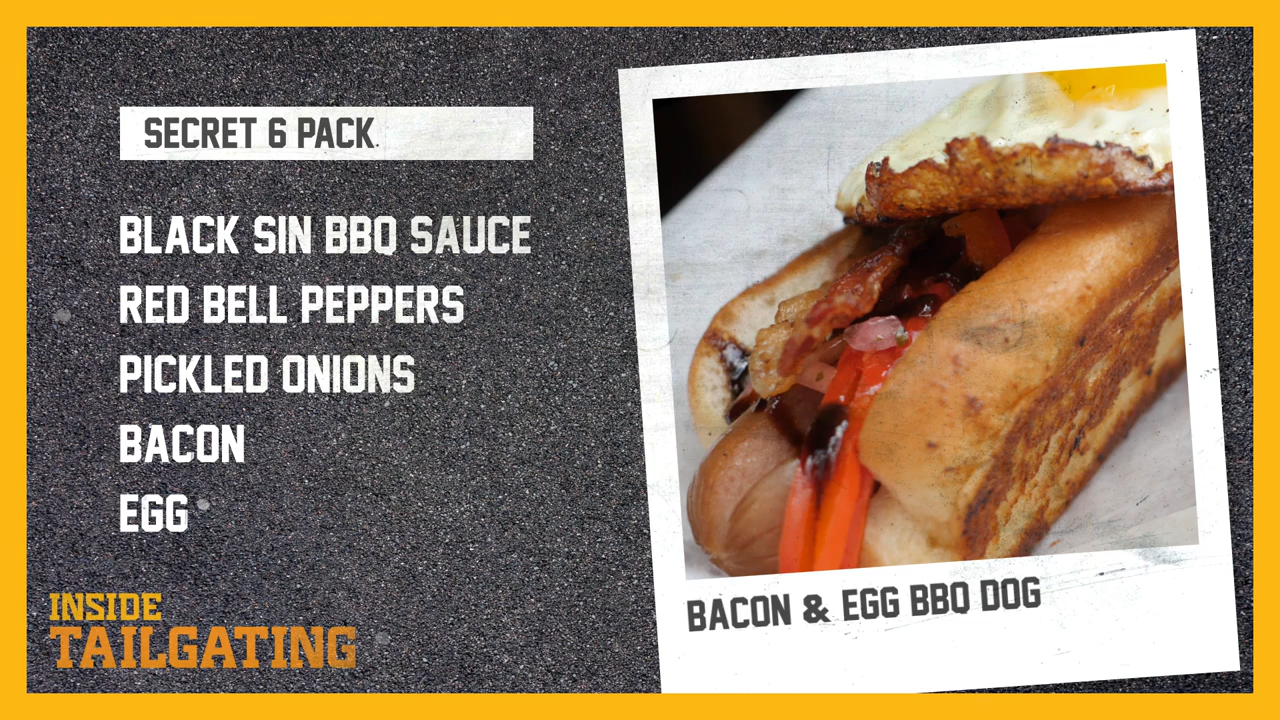 SECRET 6 PACK.
BLACK SIN BBQ SAUCE
RED BELL PEPPERS
PICKLED ONIONS
BACON
EGG
INSIDE
TAILGATING
BACON & EGG BBQ DOG